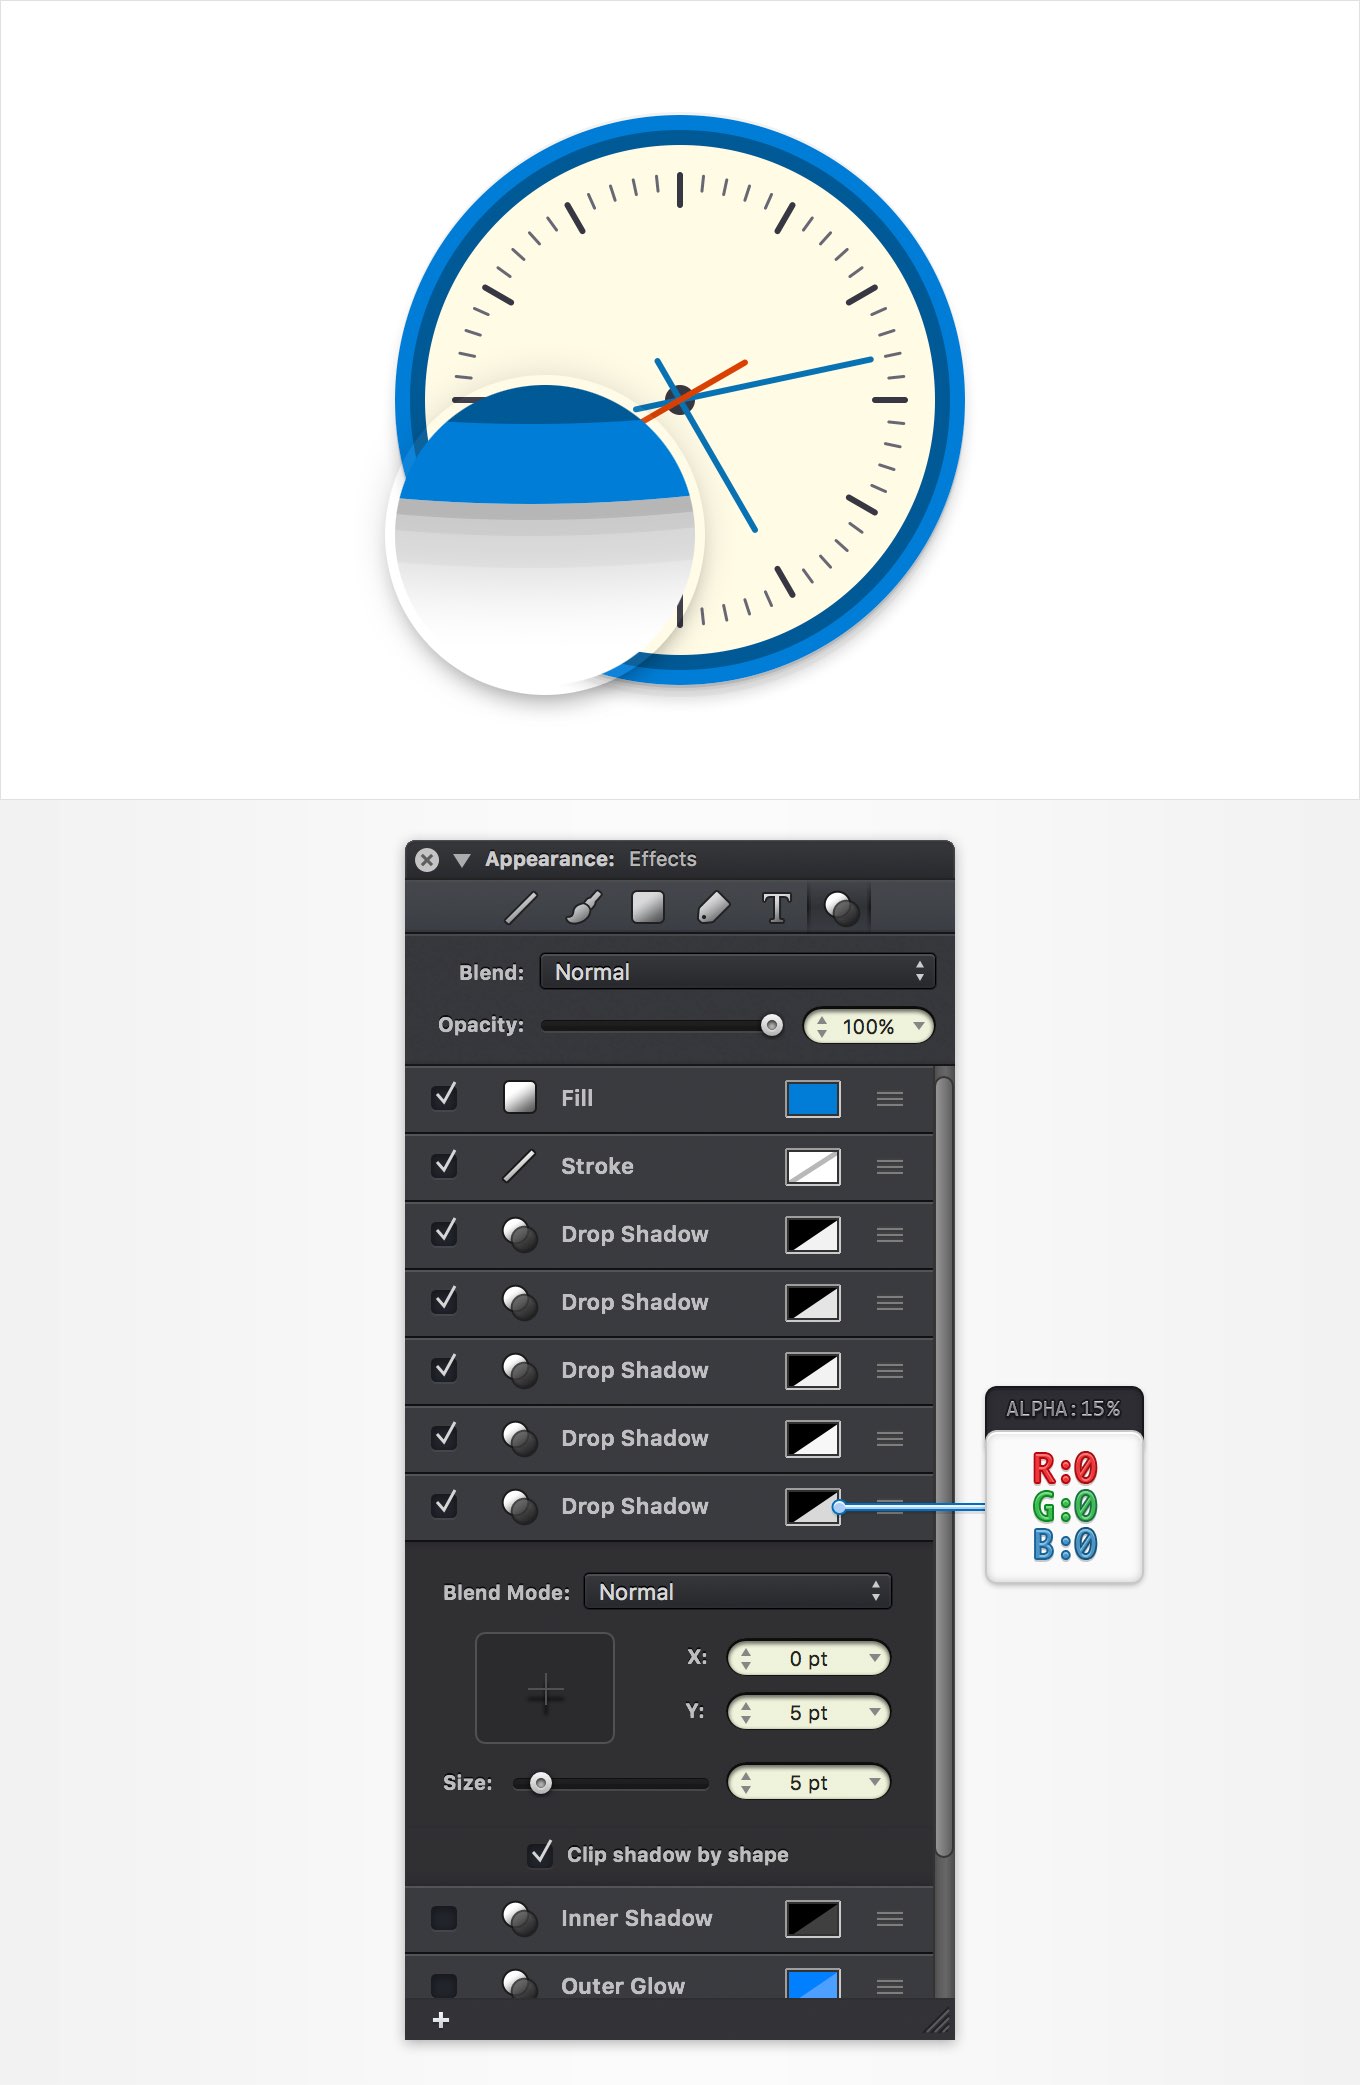 Appearance: Effects
T
Blend: Normal
Opacity: 100%
Fill
Stroke
Drop Shadow
Drop Shadow
Drop Shadow
Drop Shadow
Drop Shadow
ALPHA:15%
R:0
G:0
B:0
Blend Mode: Normal
X: 0 pt
Y: 5 pt
Size: 5 pt
Clip shadow by shape
Inner Shadow
Outer Glow